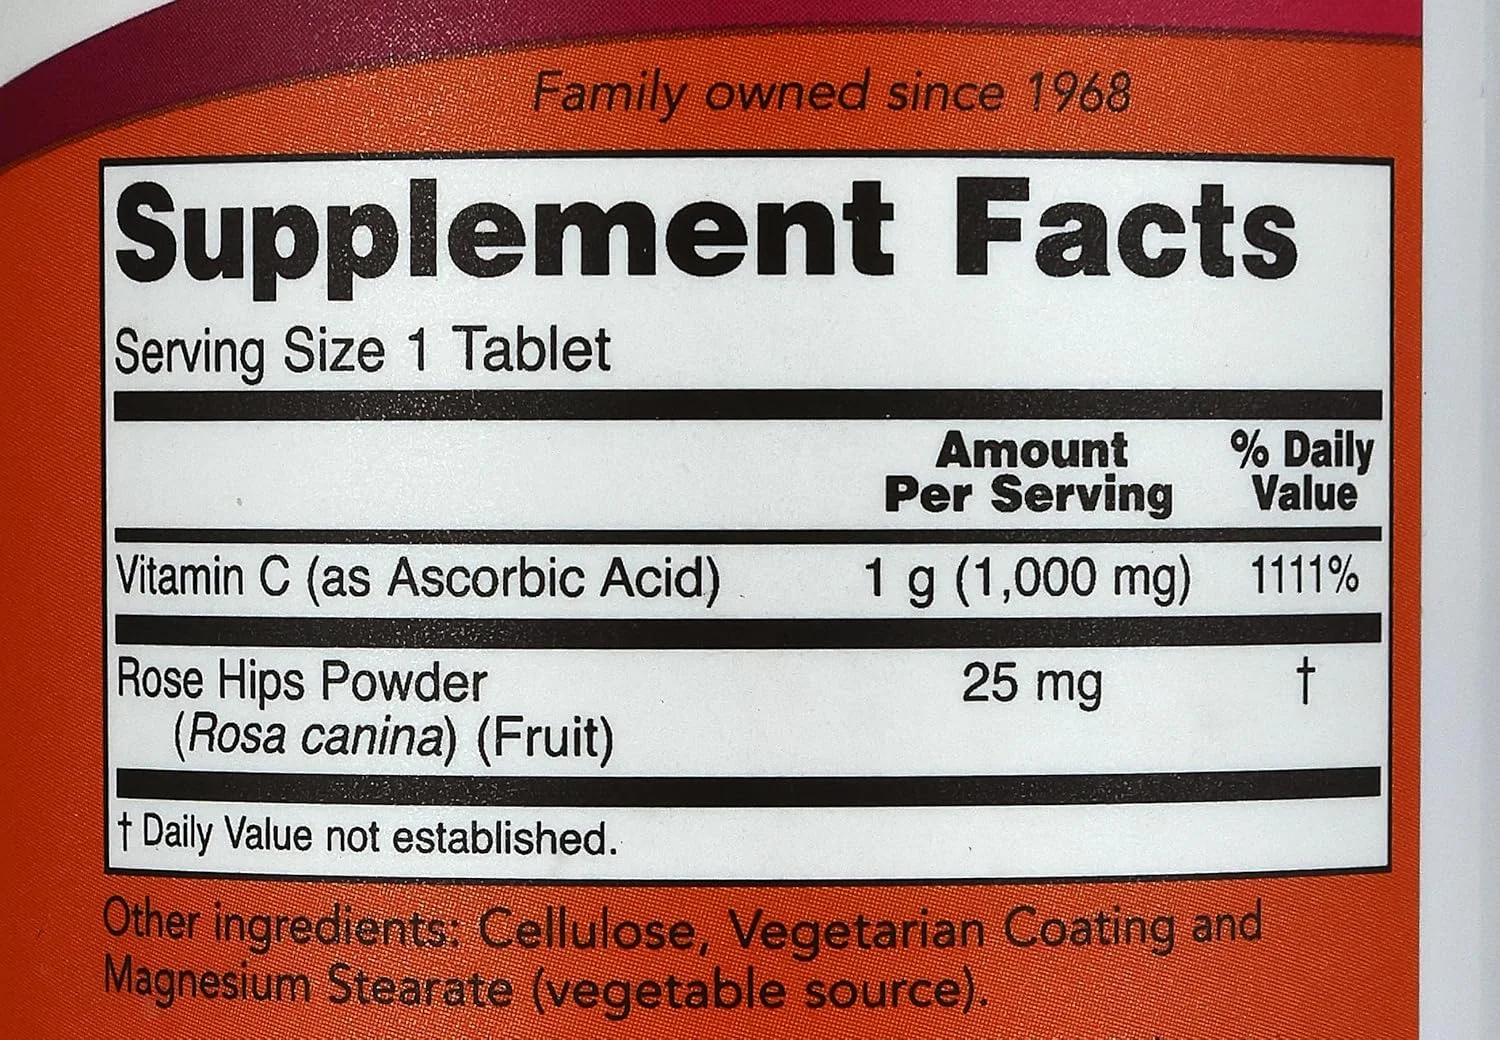 Family owned since 1968
Supplement Facts
Serving Size 1 Tablet
Amount Per Serving
% Daily Value
Vitamin C (as Ascorbic Acid) 1 g (1,000 mg) 1111%
Rose Hips Powder 25 mg †
(Rosa canina) (Fruit)
† Daily Value not established.
Other ingredients: Cellulose, Vegetarian Coating and
Magnesium Stearate (vegetable source).